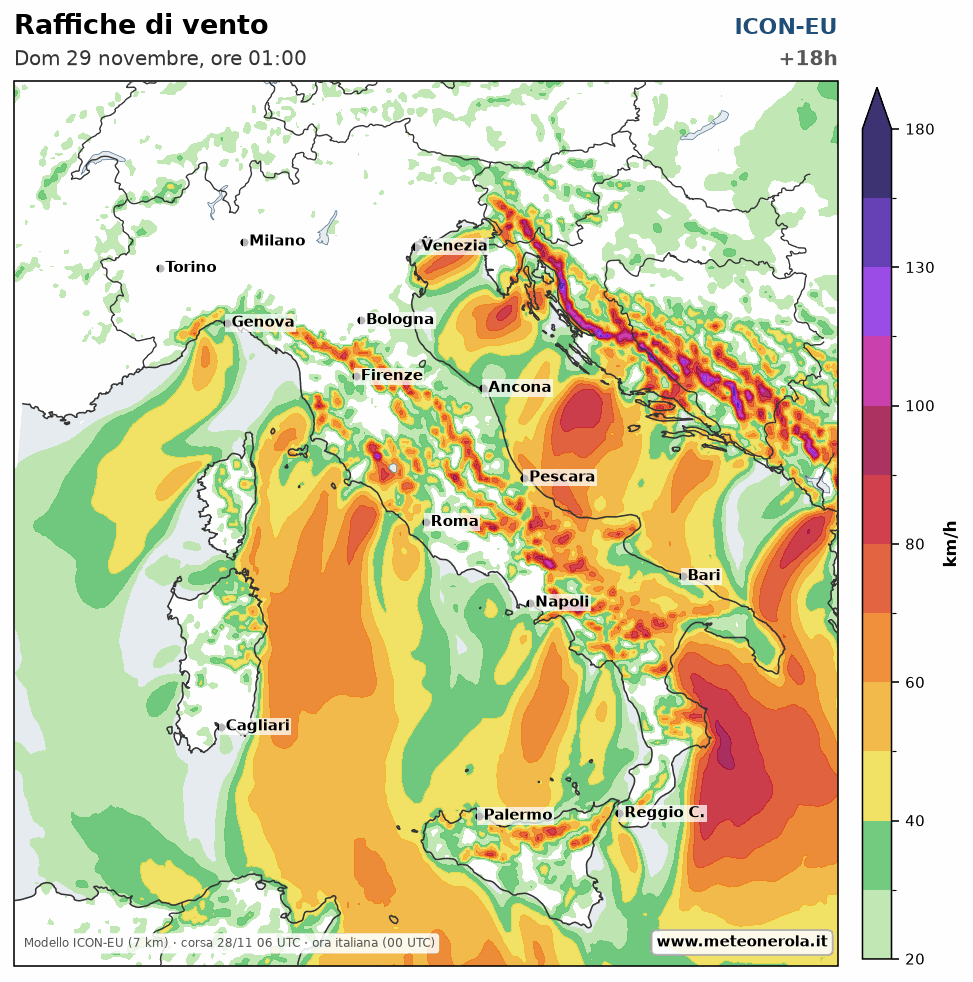 Raffiche di vento
ICON-EU
Dom 29 novembre, ore 01:00
+18h
180
Milano
Venezia
Torino
130
Genova
Bologna
Firenze
Ancona
100
Pescara
Roma
80
km/h
Bari
Napoli
60
Cagliari
Palermo
Reggio C.
40
Modello ICON-EU (7 km) · corsa 28/11 06 UTC · ora italiana (00 UTC)
www.meteonerola.it
20